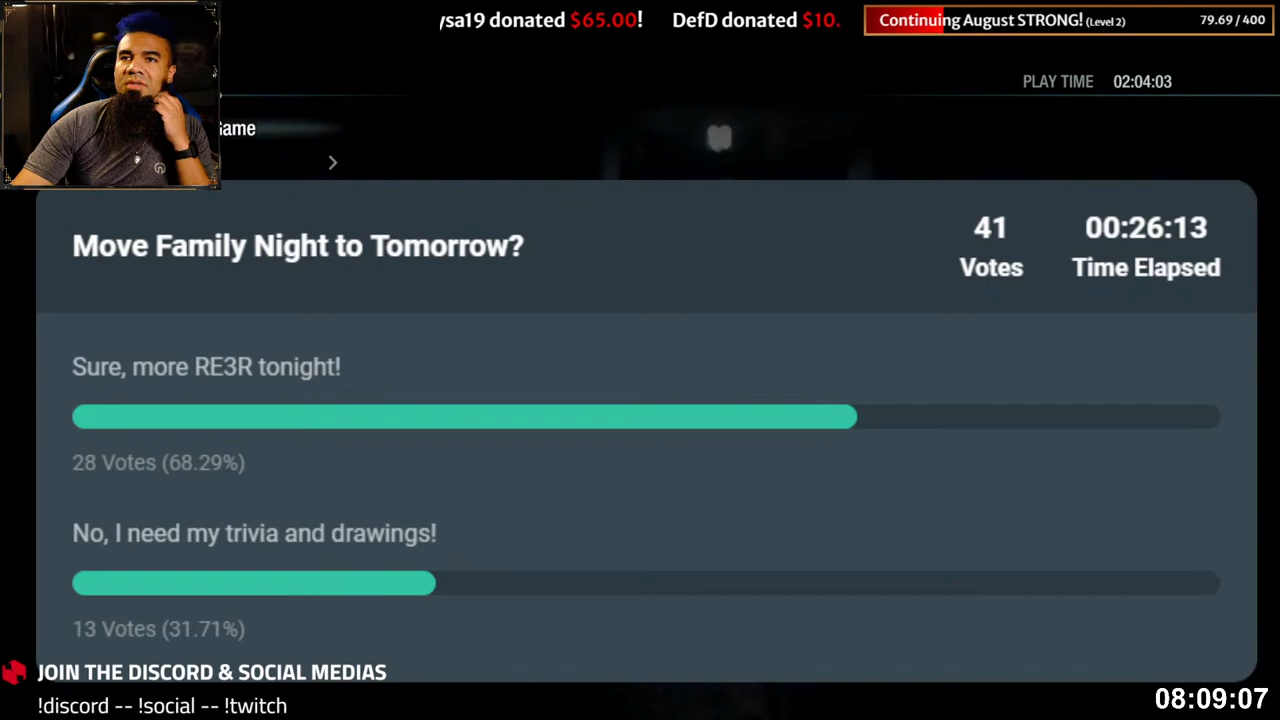 ysa19 donated $65.00! DefD donated $10.
Continuing August STRONG! (Level 2) 79.69 / 400
PLAY TIME 02:04:03
Game
Move Family Night to Tomorrow?
41 Votes
00:26:13 Time Elapsed
Sure, more RE3R tonight!
28 Votes (68.29%)
No, I need my trivia and drawings!
13 Votes (31.71%)
JOIN THE DISCORD & SOCIAL MEDIAS
!discord -- !social -- !twitch
08:09:07